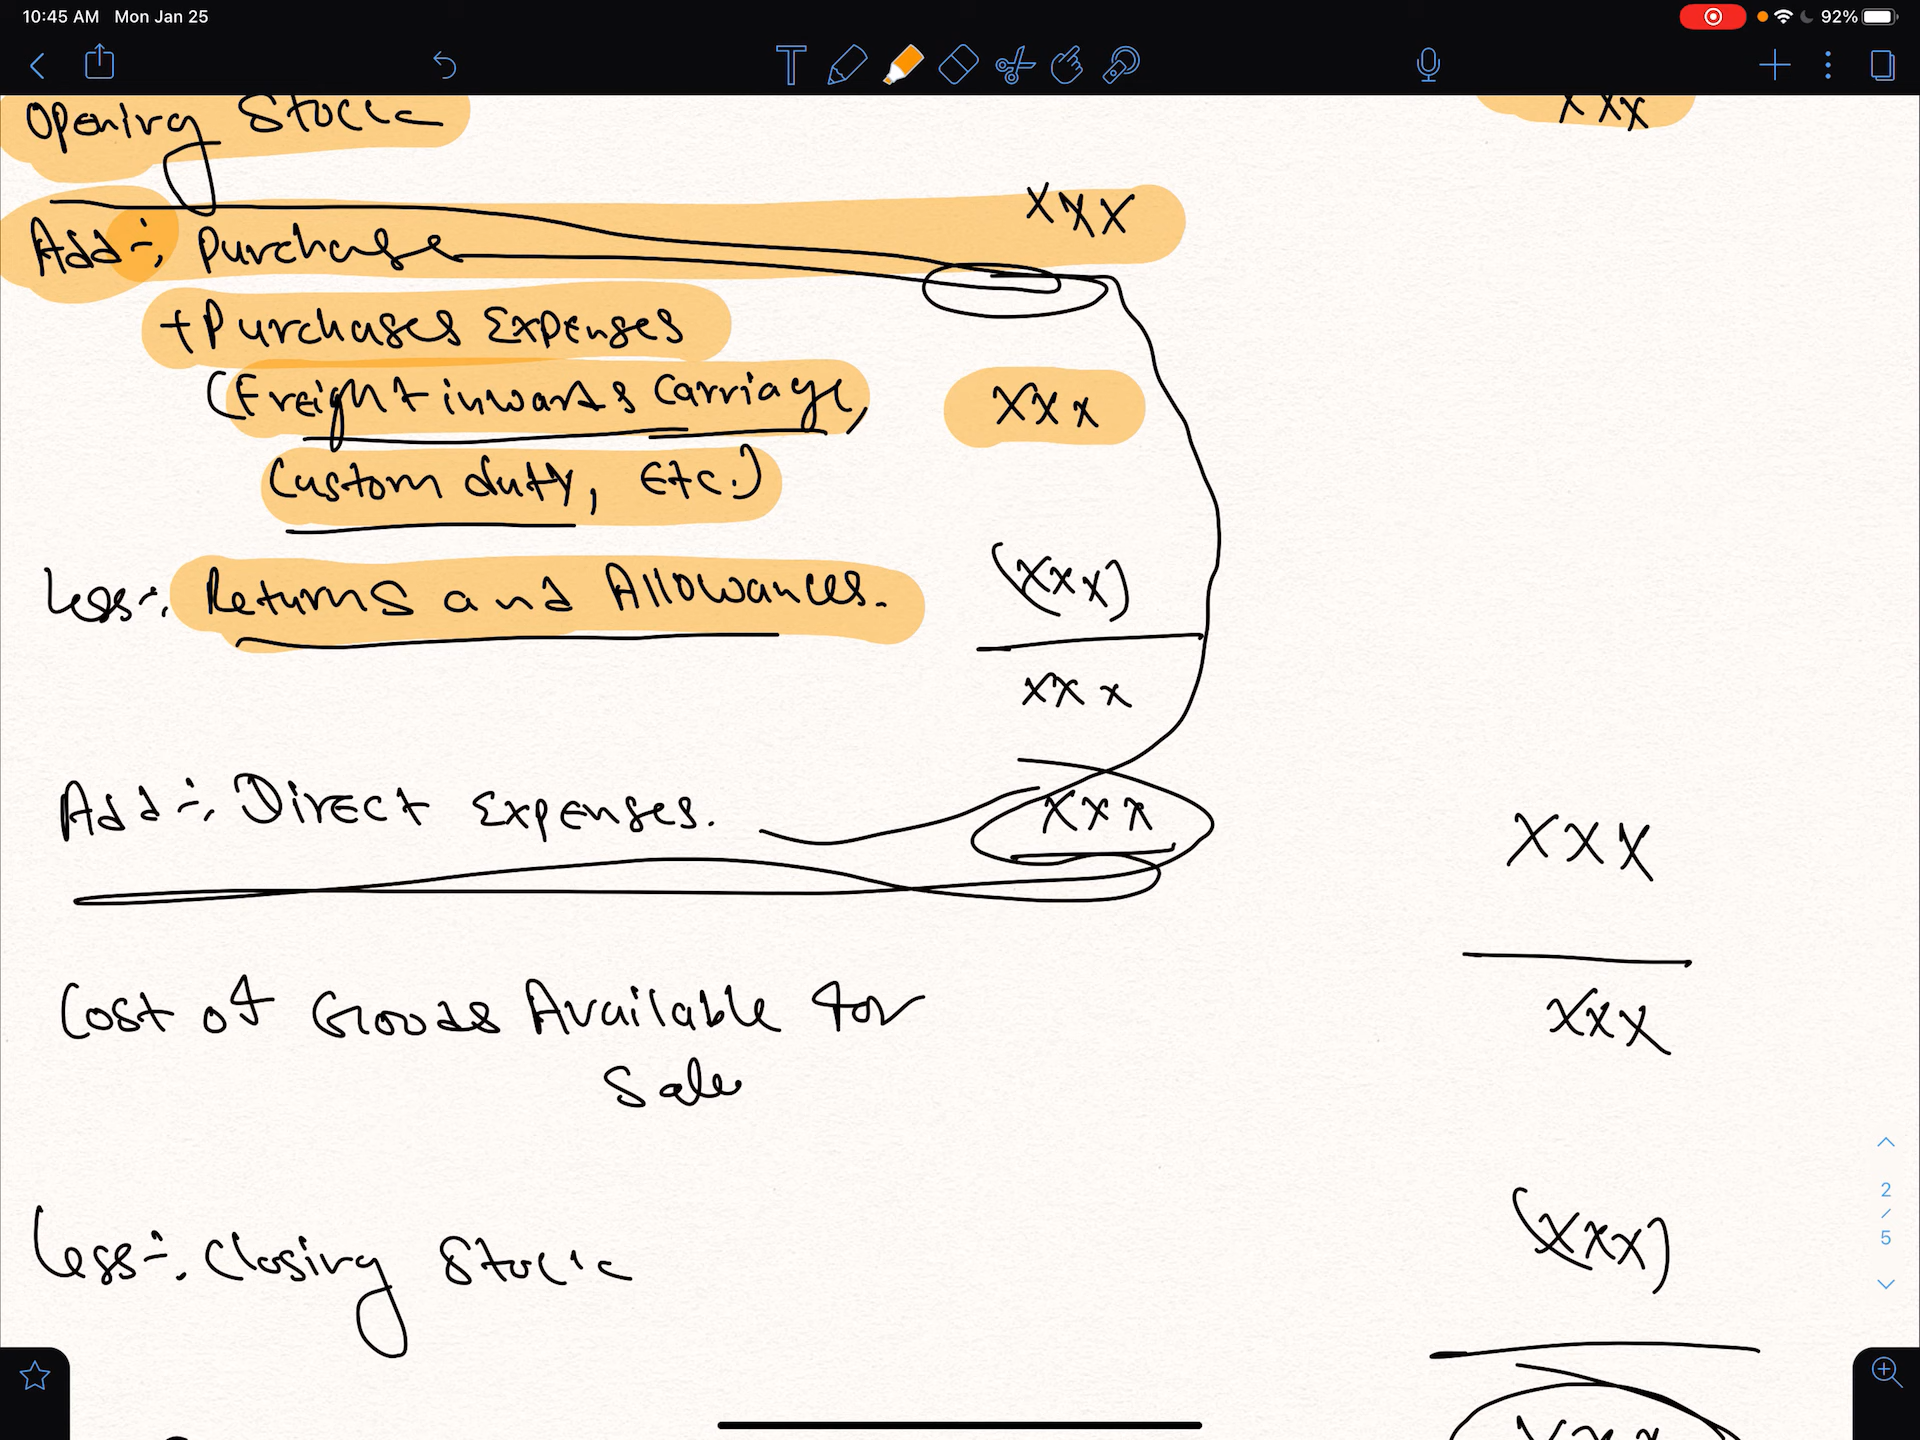 10:45 AM Mon Jan 25
92%
Opening Stock
XXX
Add:- Purchase
XXX
+Purchases Expenses
(Freight inwards Carriage,
XXX
Custom duty, Etc.)
Less:- Returns and Allowances.
(XXX)
XXX
Add:- Direct Expenses.
XXX
XXX
Cost of Goods Available for
Sale
XXX
Less:- Closing Stock
(XXX)
XXX
2
/
5